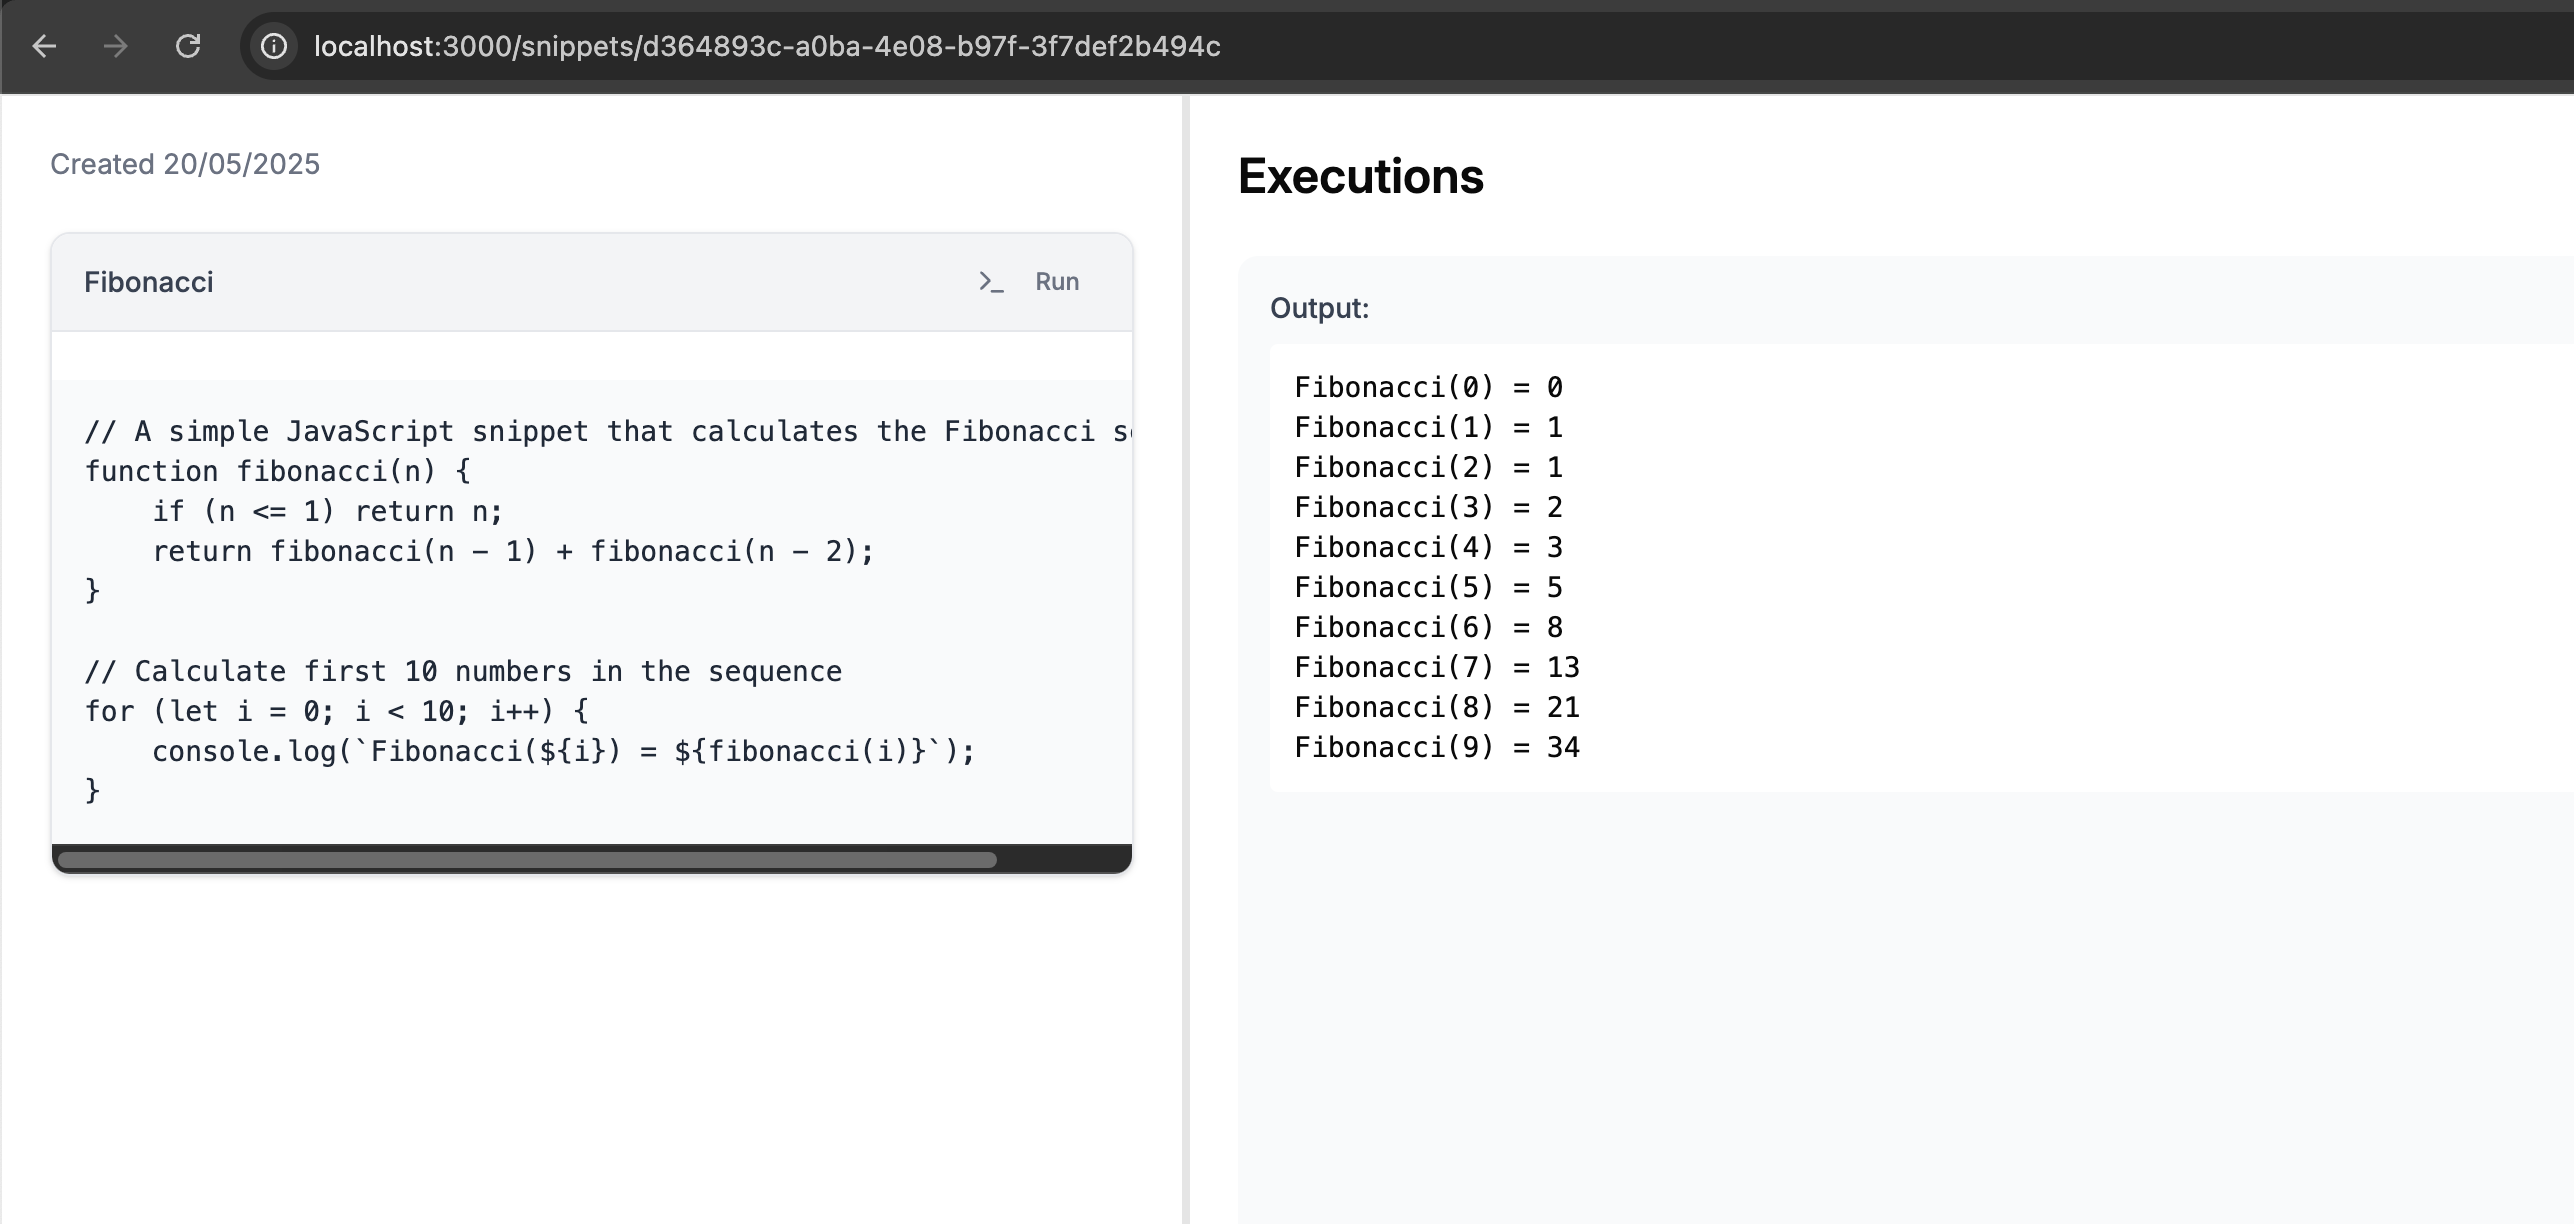 localhost:3000/snippets/d364893c-a0ba-4e08-b97f-3f7def2b494c
Created 20/05/2025
Fibonacci
>_ Run
// A simple JavaScript snippet that calculates the Fibonacci
function fibonacci(n) {
    if (n <= 1) return n;
    return fibonacci(n - 1) + fibonacci(n - 2);
}

// Calculate first 10 numbers in the sequence
for (let i = 0; i < 10; i++) {
    console.log(`Fibonacci(${i}) = ${fibonacci(i)}`);
}
Executions
Output:
Fibonacci(0) = 0
Fibonacci(1) = 1
Fibonacci(2) = 1
Fibonacci(3) = 2
Fibonacci(4) = 3
Fibonacci(5) = 5
Fibonacci(6) = 8
Fibonacci(7) = 13
Fibonacci(8) = 21
Fibonacci(9) = 34